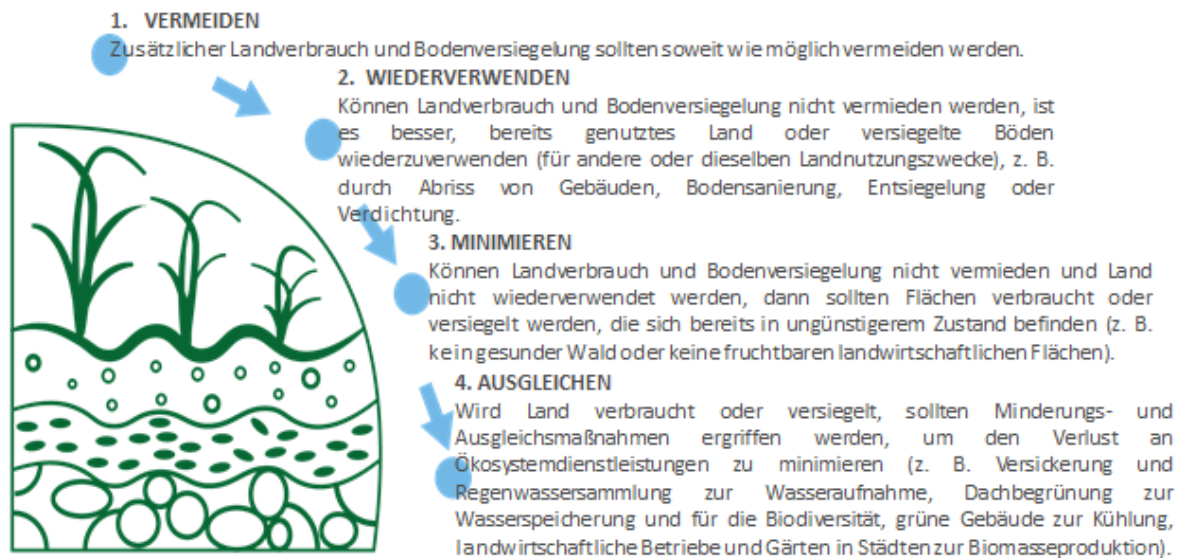 1. VERMEIDEN
Zusätzlicher Landverbrauch und Bodenversiegelung sollten soweit wie möglich vermeiden werden.
2. WIEDERVERWENDEN
Können Landverbrauch und Bodenversiegelung nicht vermieden werden, ist
es besser, bereits genutztes Land oder versiegelte Böden
wiederzuverwenden (für andere oder dieselben Landnutzungszwecke), z. B.
durch Abriss von Gebäuden, Bodensanierung, Entsiegelung oder
Verdichtung.
3. MINIMIEREN
Können Landverbrauch und Bodenversiegelung nicht vermieden und Land
nicht wiederverwendet werden, dann sollten Flächen verbraucht oder
versiegelt werden, die sich bereits in ungünstigerem Zustand befinden (z. B.
kein gesunder Wald oder keine fruchtbaren landwirtschaftlichen Flächen).
4. AUSGLEICHEN
Wird Land verbraucht oder versiegelt, sollten Minderungs- und
Ausgleichsmaßnahmen ergriffen werden, um den Verlust an
Ökosystemdienstleistungen zu minimieren (z. B. Versickerung und
Regenwassersammlung zur Wasseraufnahme, Dachbegrünung zur
Wasserspeicherung und für die Biodiversität, grüne Gebäude zur Kühlung,
landwirtschaftliche Betriebe und Gärten in Städten zur Biomasseproduktion).